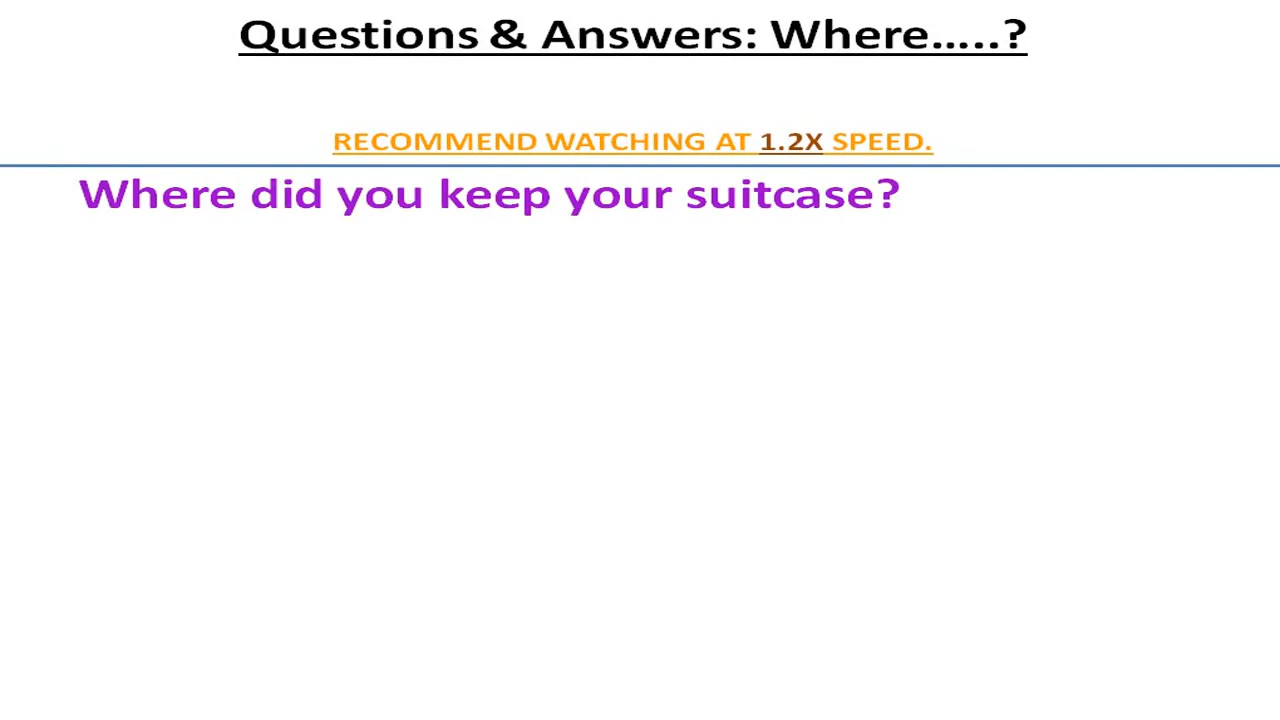 Questions & Answers: Where…..?
RECOMMEND WATCHING AT 1.2X SPEED.
Where did you keep your suitcase?